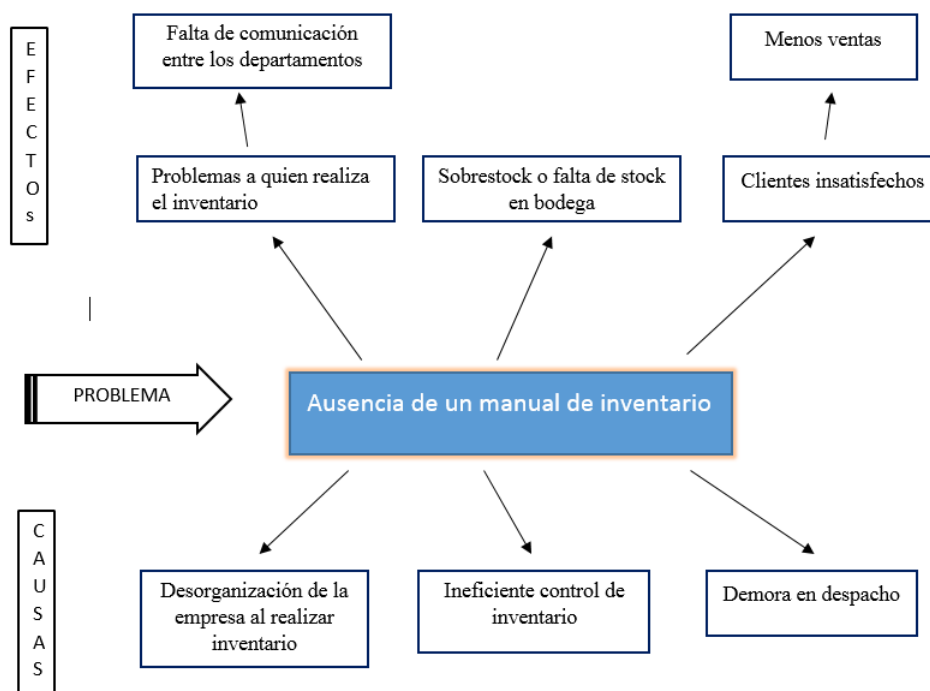 EFECTOs
Falta de comunicación
entre los departamentos
Menos ventas
Problemas a quien realiza
el inventario
Sobrestock o falta de stock
en bodega
Clientes insatisfechos
PROBLEMA
Ausencia de un manual de inventario
CAUSAS
Desorganización de la
empresa al realizar
inventario
Ineficiente control de
inventario
Demora en despacho